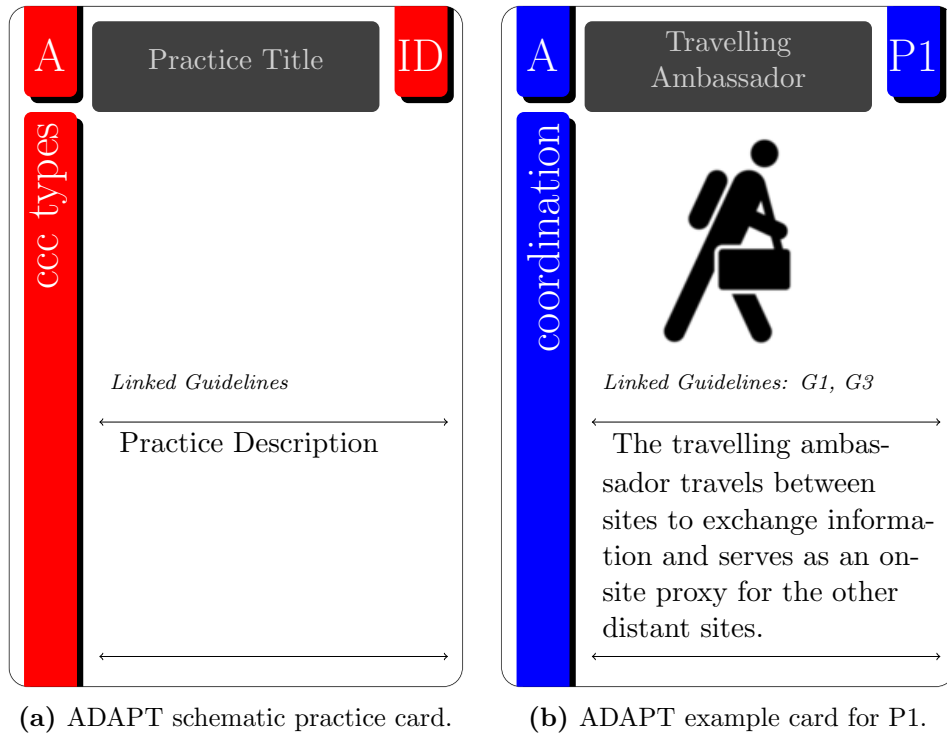 A
Practice Title
ID
ccc types
Linked Guidelines
Practice Description
(a) ADAPT schematic practice card.
A
Travelling
Ambassador
P1
coordination
Linked Guidelines: G1, G3
The travelling ambas-
sador travels between
sites to exchange informa-
tion and serves as an on-
site proxy for the other
distant sites.
(b) ADAPT example card for P1.